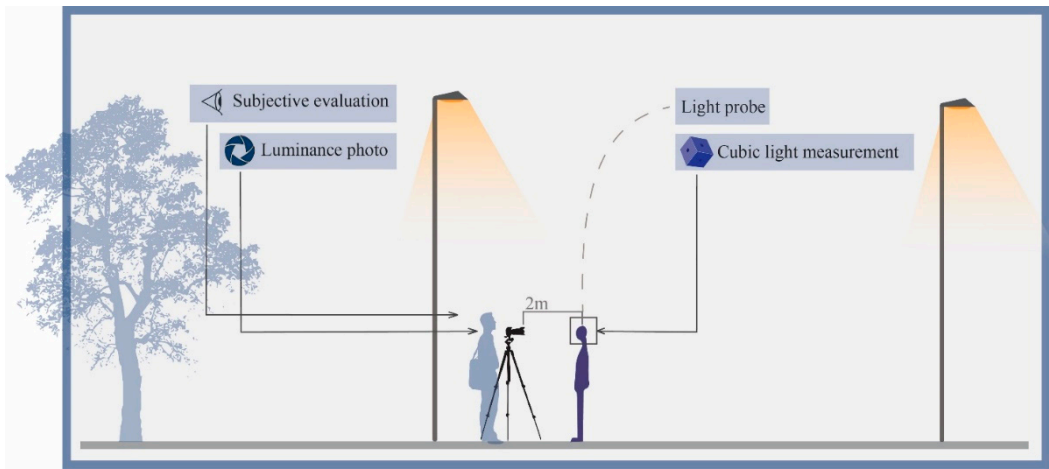 Subjective evaluation
Luminance photo
Light probe
Cubic light measurement
2m